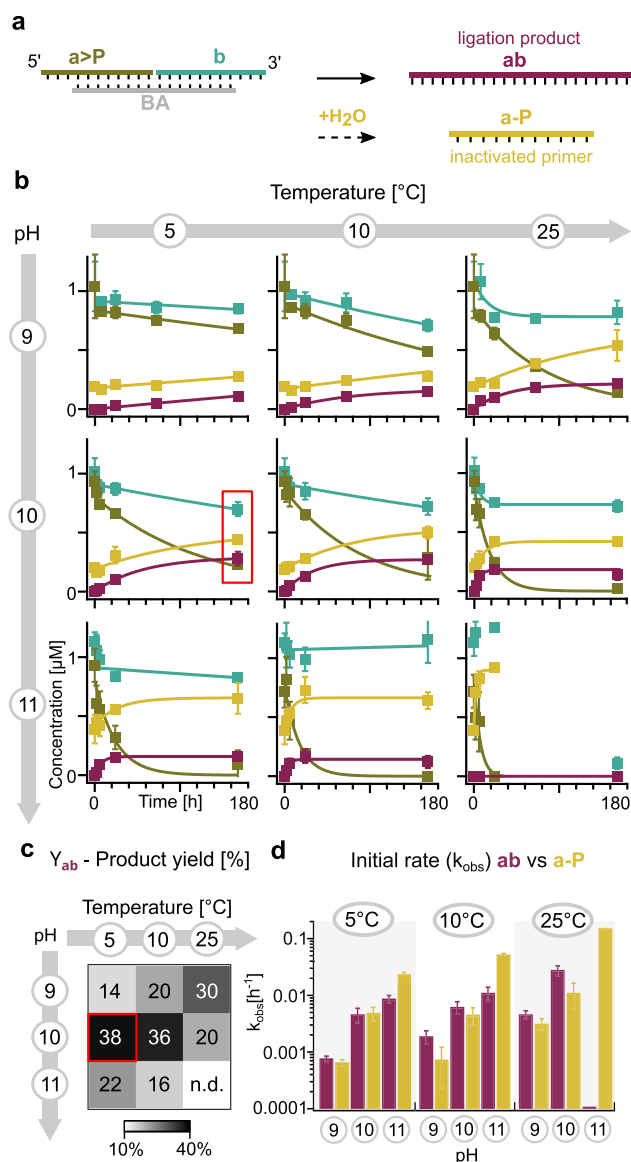 a
5' a>P b 3'
BA
ligation product
ab
+H2O
a-P
inactivated primer
b
Temperature [°C]
pH
5 10 25
9
1
0
10
1
0
11
1
0
Concentration [µM]
0 Time [h] 180 0 180 0 180
c
Yab - Product yield [%]
Temperature [°C]
pH 5 10 25
9 14 20 30
10 38 36 20
11 22 16 n.d.
10% 40%
d
Initial rate (kobs) ab vs a-P
5°C 10°C 25°C
kobs[h-1]
0.1
0.01
0.001
0.0001
9 10 11 9 10 11 9 10 11
pH